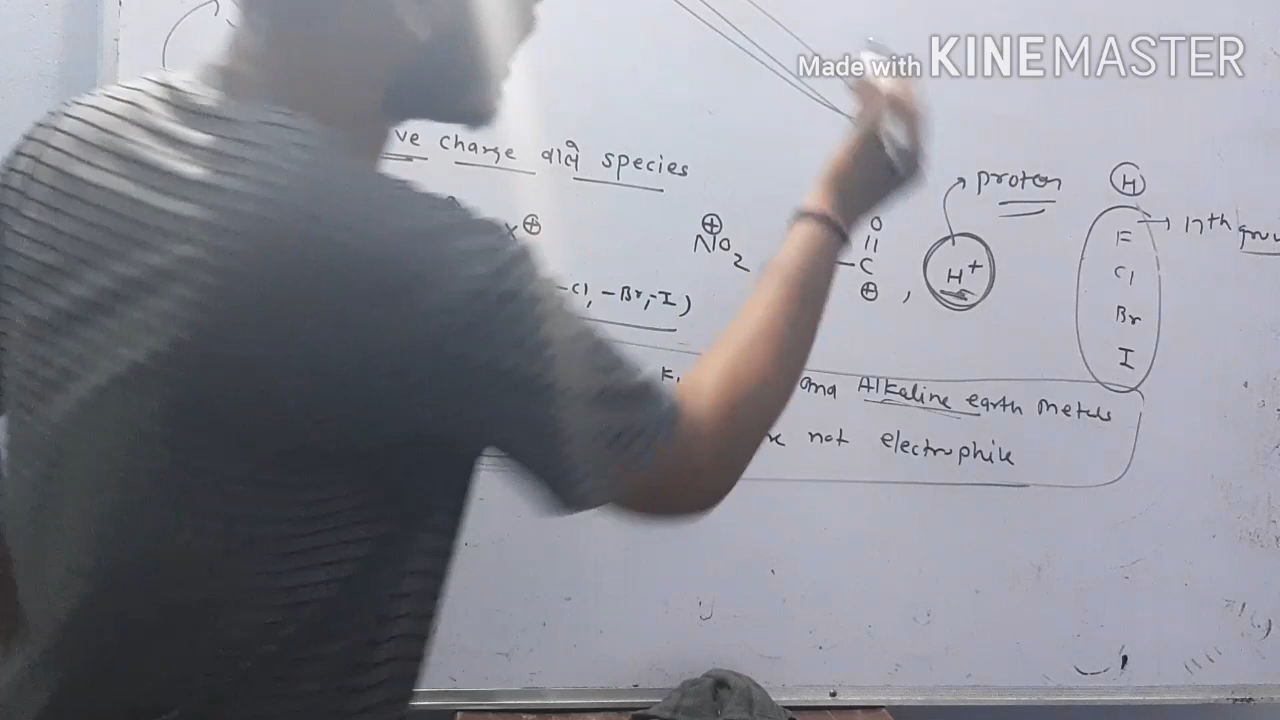 Made with KINEMASTER
ve charge वाले species
→ proton
H
X⊕
⊕
NO2
O
||
— C
⊕ ,
H+
F → 17th
Cl
Br
I
–Cl, –Br, –I)
and Alkaline earth metals
not electrophile